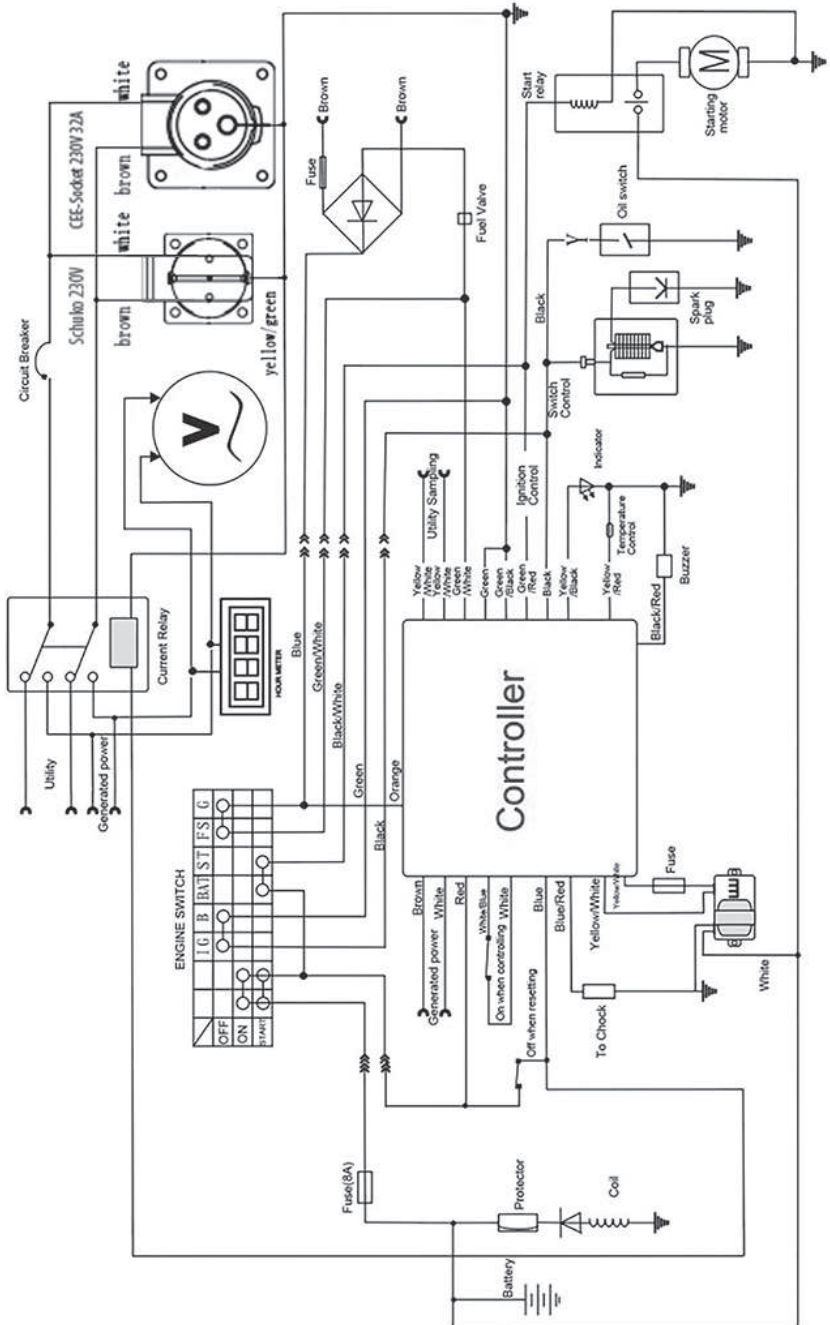 CEE-Socket 230V 32A
white
brown
Schuko 230V
white
brown
yellow/green
Circuit Breaker
V
Current Relay
HOUR METER
Utility
Generated power
ENGINE SWITCH
IG B BAT ST FS G
OFF
ON
START
Fuse
Brown
Brown
Fuel Valve
Start relay
M
Starting motor
Oil switch
Spark plug
Switch Control
Black
Blue
Green/White
Black/White
Green
Black
Orange
Utility Sampling
Yellow /White
Yellow /White
Green /White
Green
Green /Black
Green /Red
Ignition Control
Black
Yellow /Black
Indicator
Yellow /Red
Temperature Control
Black/Red
Buzzer
Controller
Brown
Generated power
White
Red
White/Blue
On when controlling
White
Off when resetting
Blue
Blue/Red
To Chock
Yellow/White
Yellow/White
Fuse
m
White
Fuse(8A)
Protector
Coil
Battery